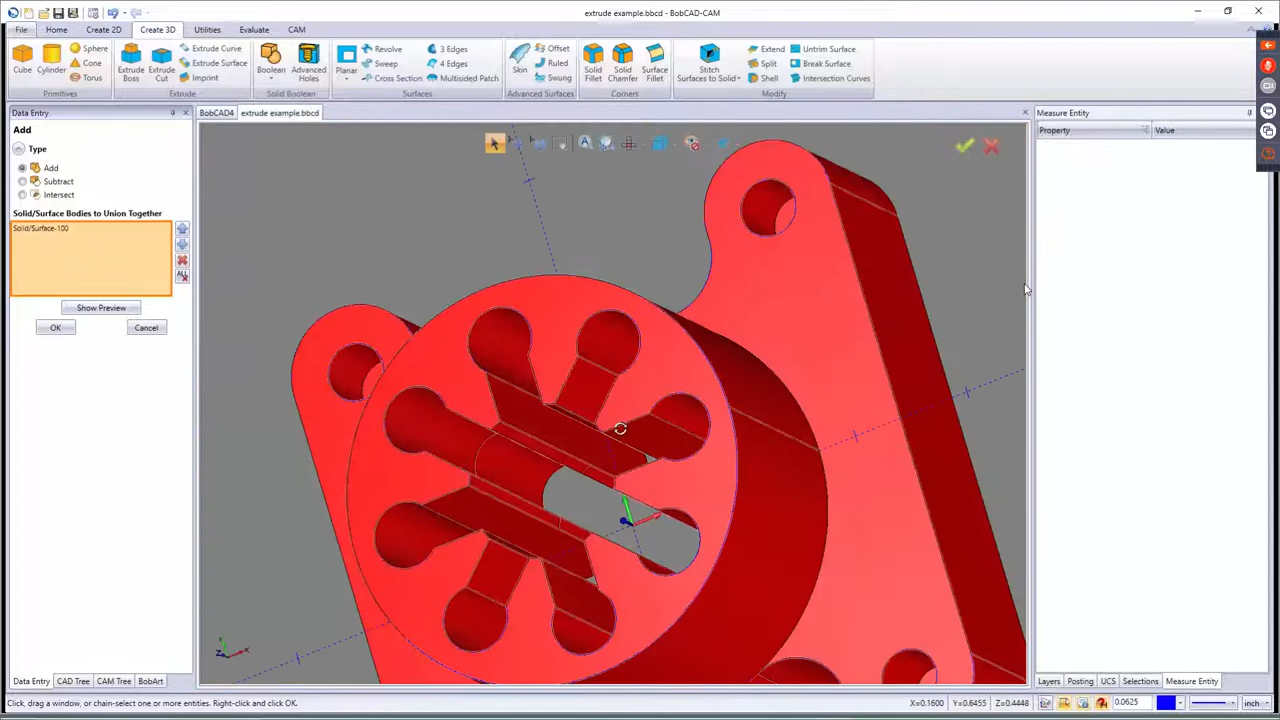 extrude example.bbcd - BobCAD-CAM
File Home Create 2D Create 3D Utilities Evaluate CAM
Sphere Extrude Curve Revolve 3 Edges Offset Extend Untrim Surface
Cone Extrude Surface Sweep 4 Edges Ruled Split Break Surface
Cube Cylinder Torus Extrude Boss Extrude Cut Imprint Boolean Advanced Holes Planar Cross Section Multisided Patch Skin Swung Solid Fillet Solid Chamfer Surface Fillet Stitch Surfaces to Solid Shell Intersection Curves
Primitives Extrude Solid Boolean Surfaces Advanced Surfaces Corners Modify
Data Entry BobCAD4 extrude example.bbcd Measure Entity
Add
Property Value
Type
Add
Subtract
Intersect
Solid/Surface Bodies to Union Together
Solid/Surface-100
ALL
Show Preview
OK Cancel
Y
Z X
Data Entry CAD Tree CAM Tree BobArt Layers Posting UCS Selections Measure Entity
Click, drag a window, or chain-select one or more entities. Right-click and click OK. X=0.1600 Y=0.6455 Z=0.4448 0.0625 inch